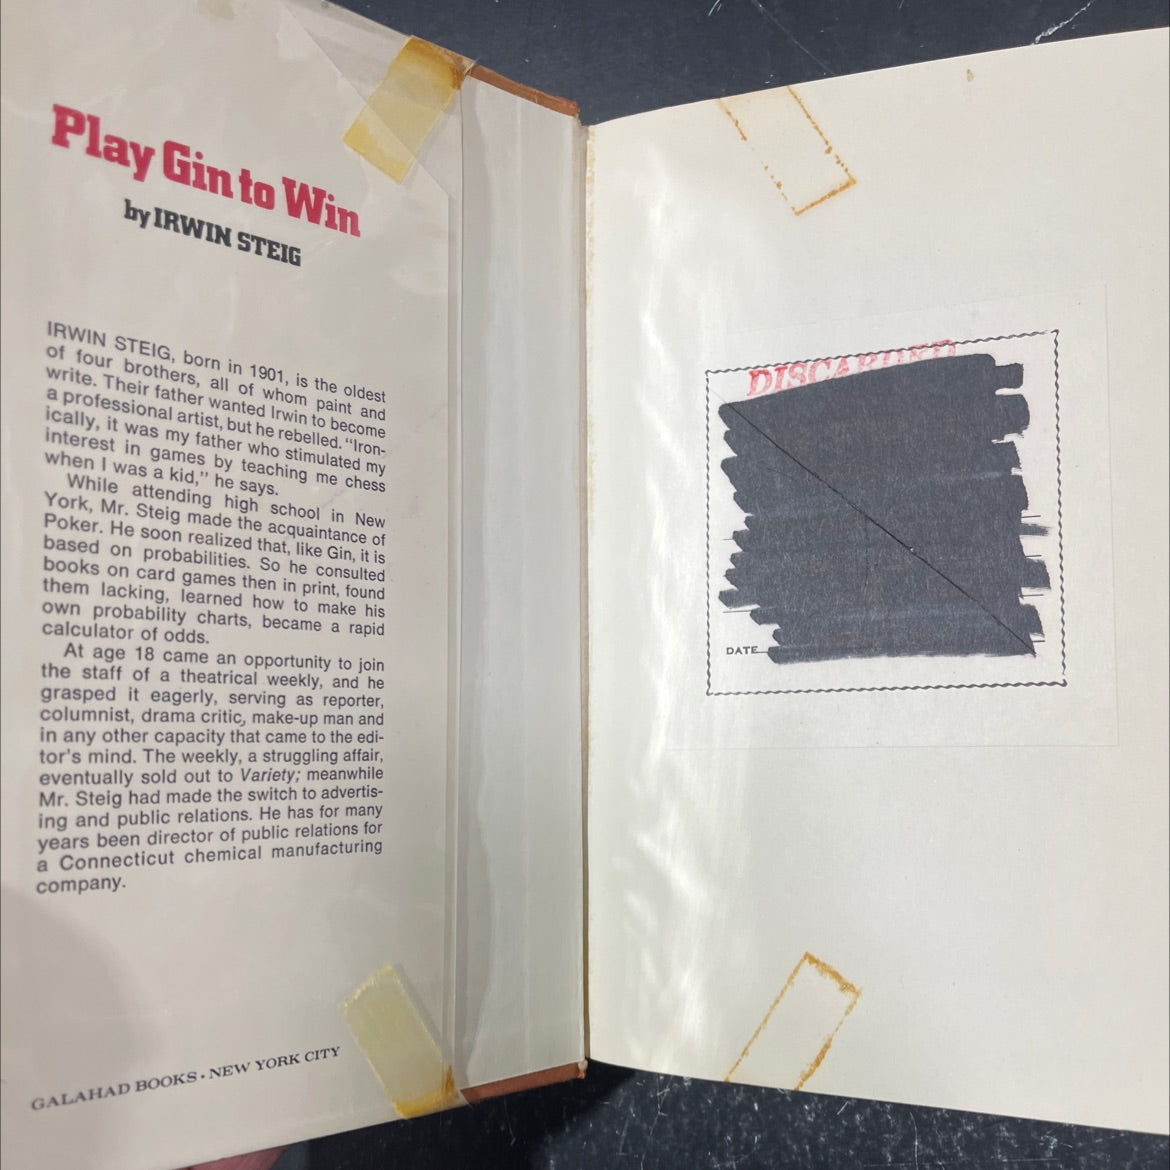 Play Gin to Win
by IRWIN STEIG
IRWIN STEIG, born in 1901, is the oldest
of four brothers, all of whom paint and
write. Their father wanted Irwin to become
a professional artist, but he rebelled. “Iron-
ically, it was my father who stimulated my
interest in games by teaching me chess
when I was a kid,” he says.
While attending high school in New
York, Mr. Steig made the acquaintance of
Poker. He soon realized that, like Gin, it is
based on probabilities. So he consulted
books on card games then in print, found
them lacking, learned how to make his
own probability charts, became a rapid
calculator of odds.
At age 18 came an opportunity to join
the staff of a theatrical weekly, and he
grasped it eagerly, serving as reporter,
columnist, drama critic, make-up man and
in any other capacity that came to the edi-
tor’s mind. The weekly, a struggling affair,
eventually sold out to Variety; meanwhile
Mr. Steig had made the switch to advertis-
ing and public relations. He has for many
years been director of public relations for
a Connecticut chemical manufacturing
company.
GALAHAD BOOKS • NEW YORK CITY
DISCARDED
DATE